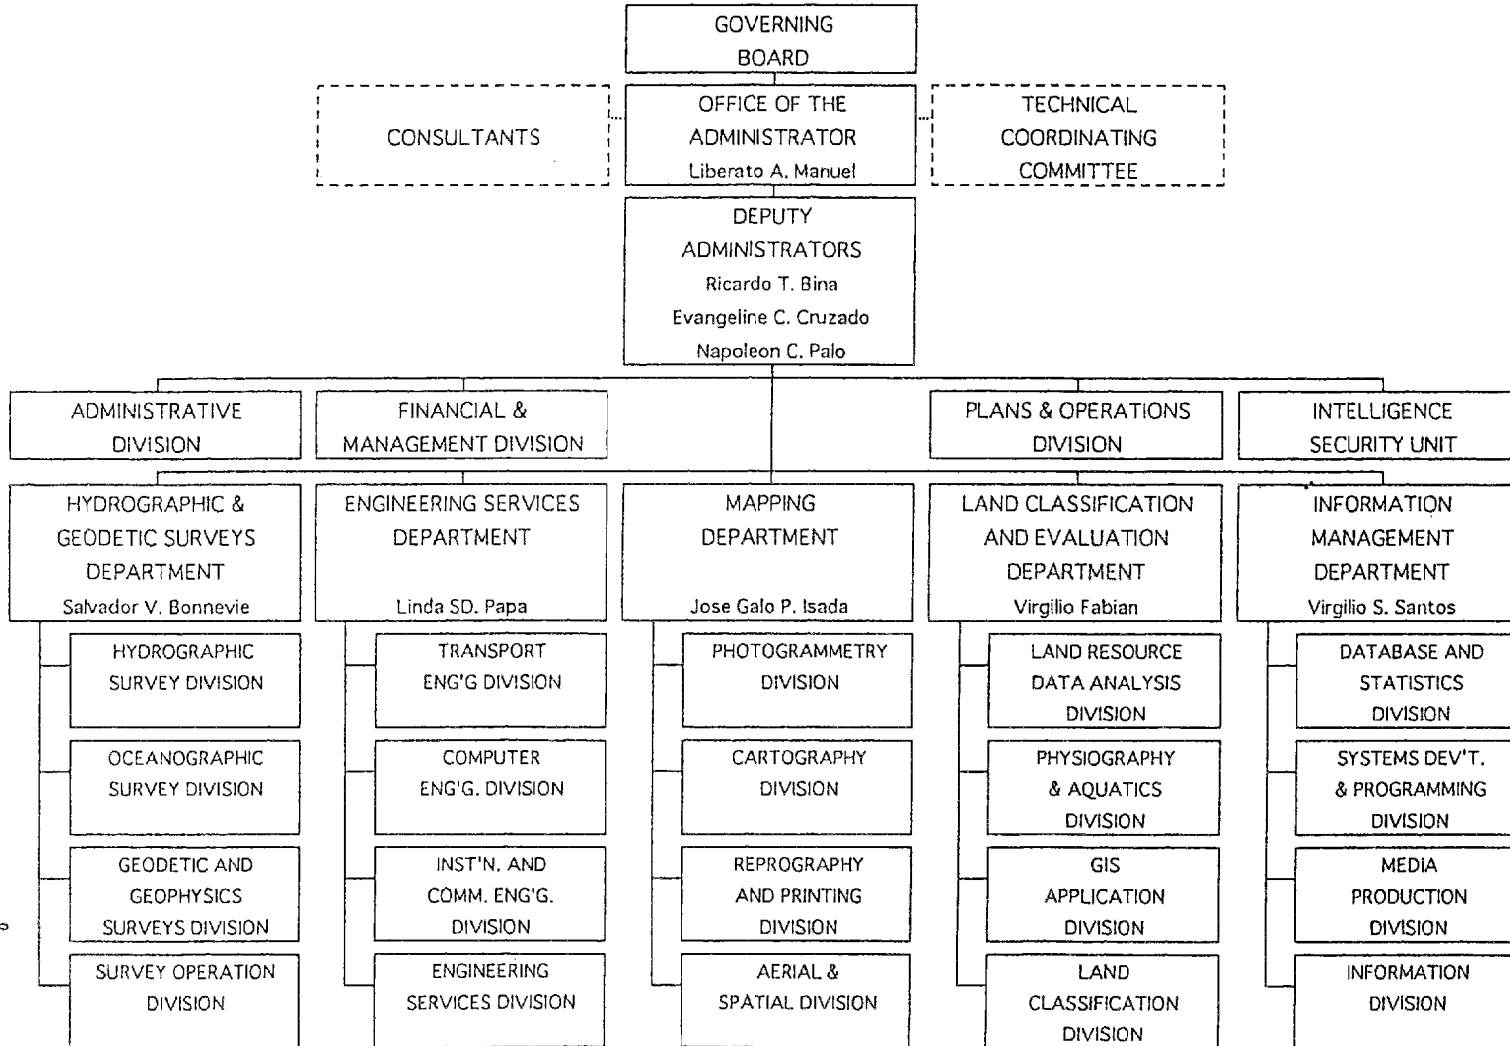 GOVERNING
BOARD
CONSULTANTS
OFFICE OF THE
ADMINISTRATOR
Liberato A. Manuel
TECHNICAL
COORDINATING
COMMITTEE
DEPUTY
ADMINISTRATORS
Ricardo T. Bina
Evangeline C. Cruzado
Napoleon C. Palo
ADMINISTRATIVE
DIVISION
FINANCIAL &
MANAGEMENT DIVISION
PLANS & OPERATIONS
DIVISION
INTELLIGENCE
SECURITY UNIT
HYDROGRAPHIC &
GEODETIC SURVEYS
DEPARTMENT
Salvador V. Bonnevie
ENGINEERING SERVICES
DEPARTMENT
Linda SD. Papa
MAPPING
DEPARTMENT
Jose Galo P. Isada
LAND CLASSIFICATION
AND EVALUATION
DEPARTMENT
Virgilio Fabian
INFORMATION
MANAGEMENT
DEPARTMENT
Virgilio S. Santos
HYDROGRAPHIC
SURVEY DIVISION
TRANSPORT
ENG'G DIVISION
PHOTOGRAMMETRY
DIVISION
LAND RESOURCE
DATA ANALYSIS
DIVISION
DATABASE AND
STATISTICS
DIVISION
OCEANOGRAPHIC
SURVEY DIVISION
COMPUTER
ENG'G. DIVISION
CARTOGRAPHY
DIVISION
PHYSIOGRAPHY
& AQUATICS
DIVISION
SYSTEMS DEV'T.
& PROGRAMMING
DIVISION
GEODETIC AND
GEOPHYSICS
SURVEYS DIVISION
INST'N. AND
COMM. ENG'G.
DIVISION
REPROGRAPHY
AND PRINTING
DIVISION
GIS
APPLICATION
DIVISION
MEDIA
PRODUCTION
DIVISION
SURVEY OPERATION
DIVISION
ENGINEERING
SERVICES DIVISION
AERIAL &
SPATIAL DIVISION
LAND
CLASSIFICATION
DIVISION
INFORMATION
DIVISION